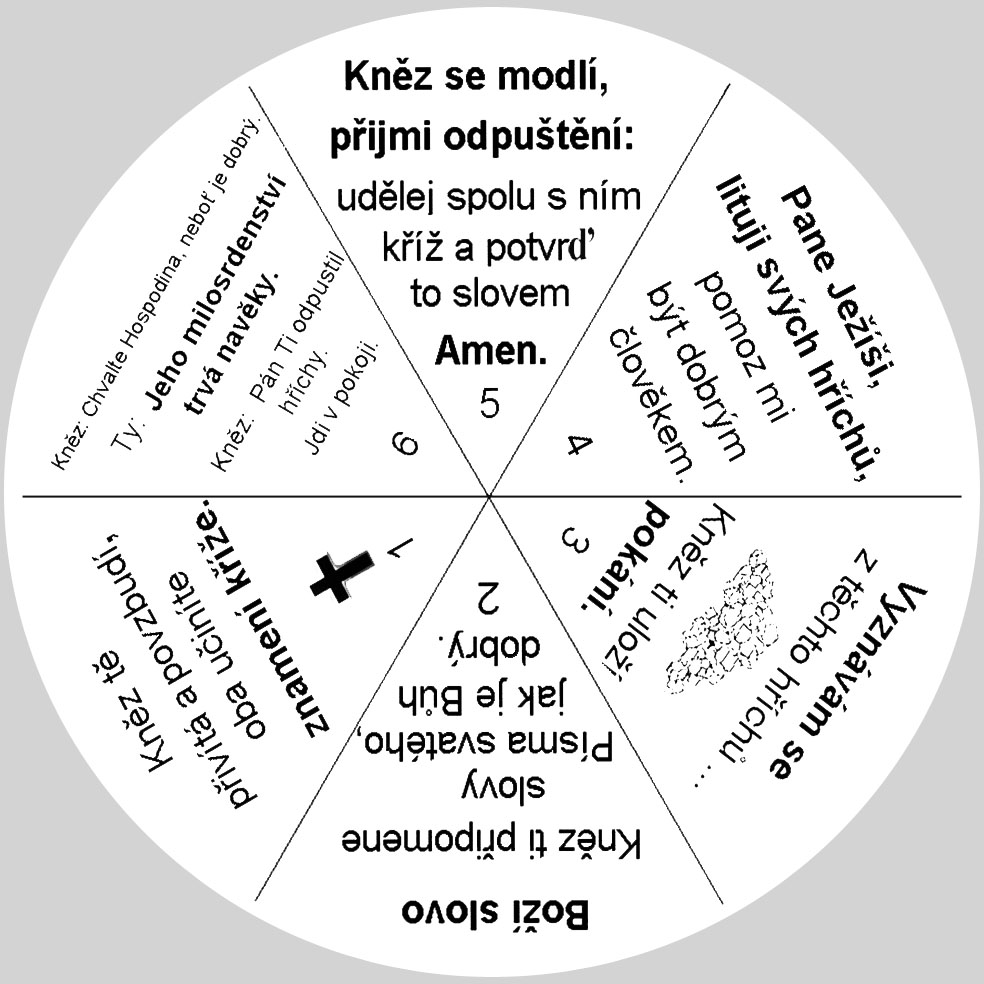 Kněz tě
přivítá a povzbudí,
oba učiníte
znamení kříže.
1
Boží slovo
Kněz ti připomene
slovy
Písma svatého,
jak je Bůh
dobrý.
2
Vyznávám se
z těchto hříchů ...
Kněz ti uloží
pokání.
3
Pane Ježíši,
lituji svých hříchů,
pomoz mi
být dobrým
člověkem.
4
Kněz se modlí,
přijmi odpuštění:
udělej spolu s ním
kříž a potvrď
to slovem
Amen.
5
Kněz: Chvalte Hospodina, neboť je dobrý.
Ty: Jeho milosrdenství
trvá navěky.
Kněz: Pán Ti odpustil
hříchy.
Jdi v pokoji.
6